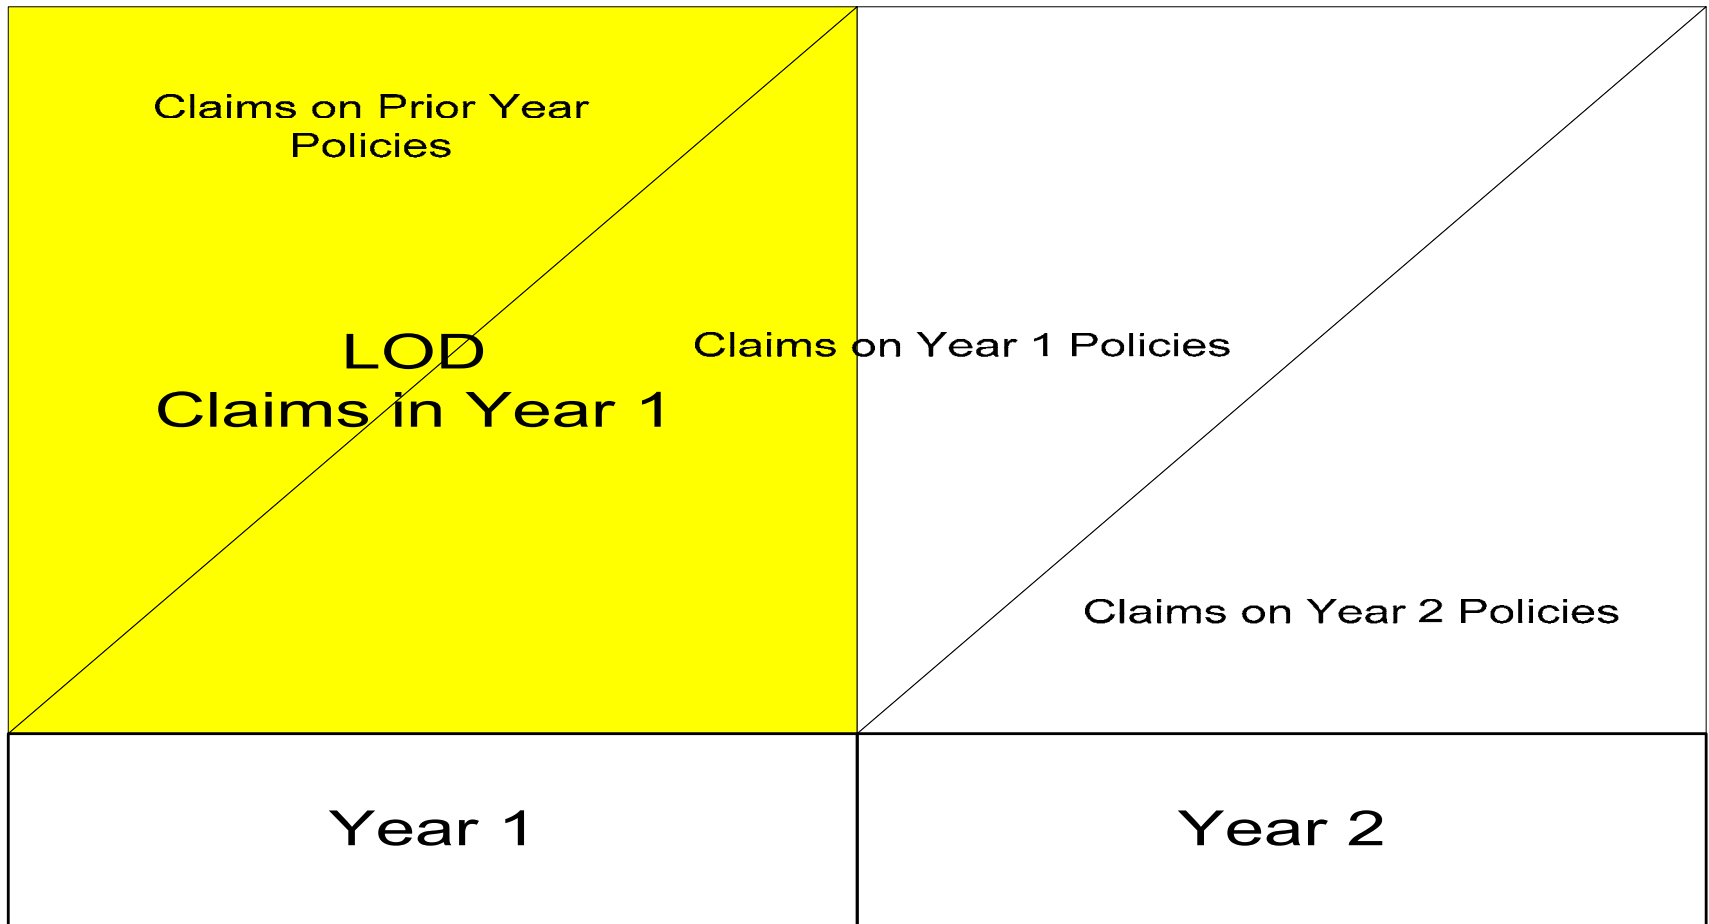 Claims on Prior Year
Policies
LOD
Claims in Year 1
Claims on Year 1 Policies
Claims on Year 2 Policies
Year 1
Year 2